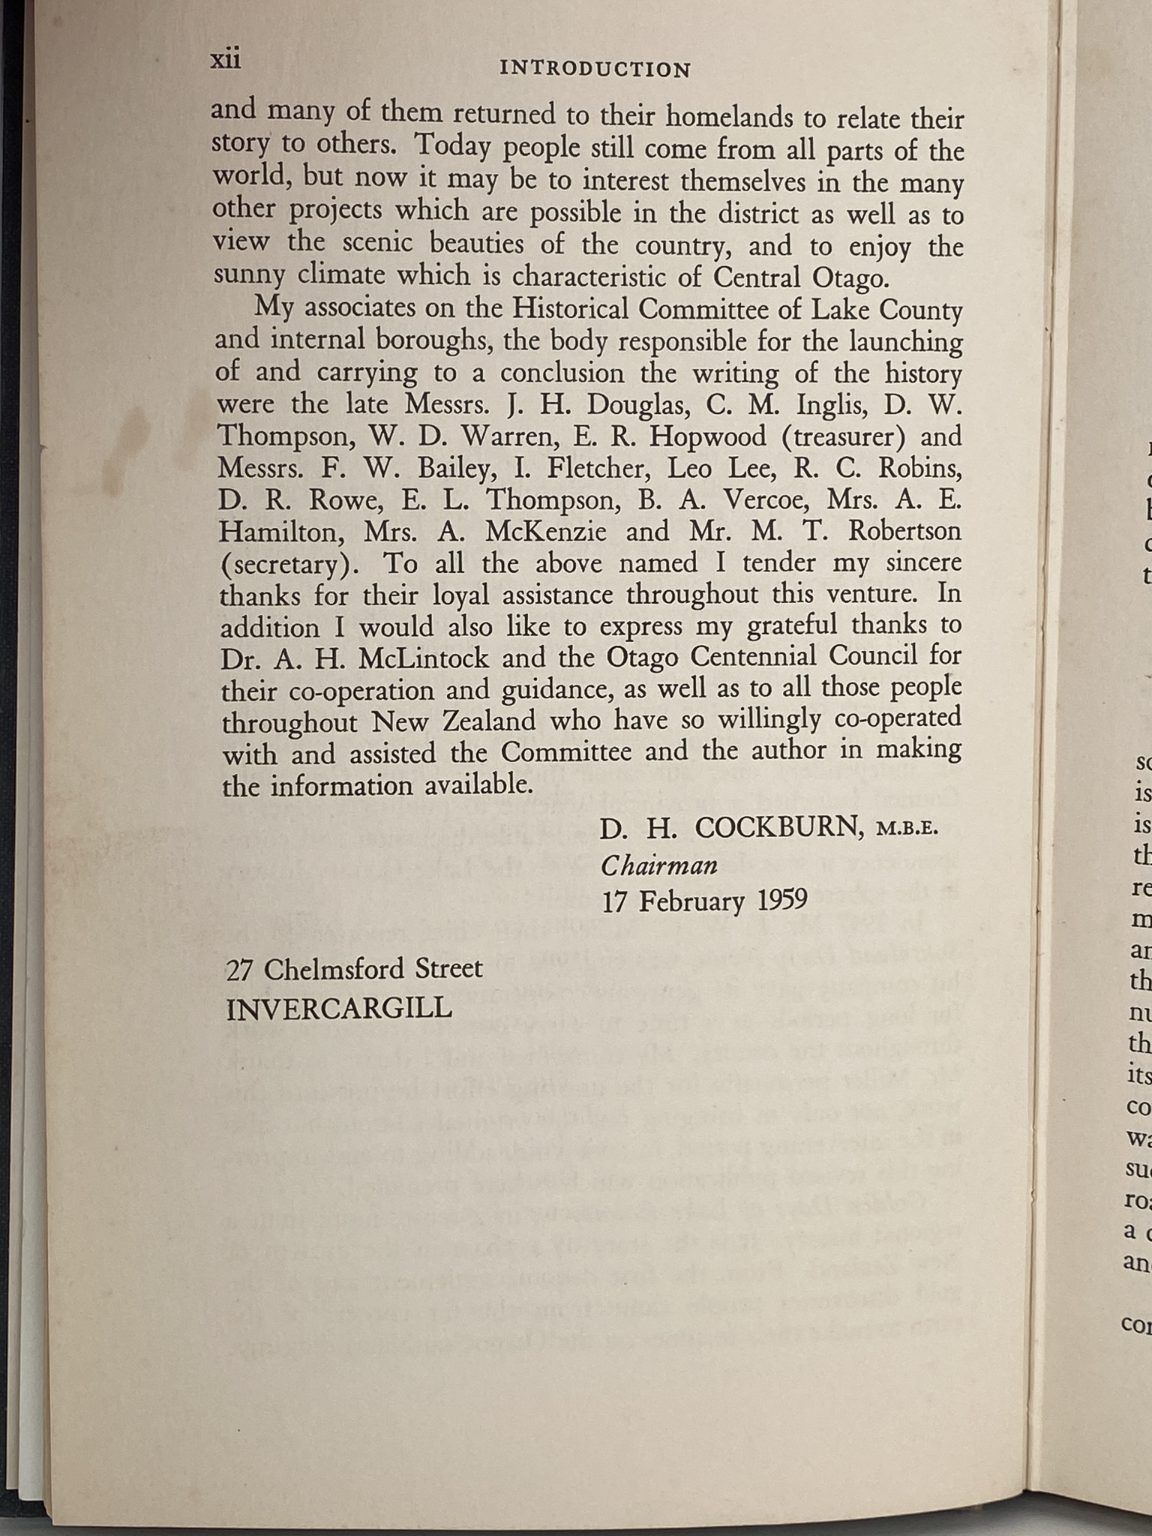 xii
INTRODUCTION
and many of them returned to their homelands to relate their
story to others. Today people still come from all parts of the
world, but now it may be to interest themselves in the many
other projects which are possible in the district as well as to
view the scenic beauties of the country, and to enjoy the
sunny climate which is characteristic of Central Otago.
My associates on the Historical Committee of Lake County
and internal boroughs, the body responsible for the launching
of and carrying to a conclusion the writing of the history
were the late Messrs. J. H. Douglas, C. M. Inglis, D. W.
Thompson, W. D. Warren, E. R. Hopwood (treasurer) and
Messrs. F. W. Bailey, I. Fletcher, Leo Lee, R. C. Robins,
D. R. Rowe, E. L. Thompson, B. A. Vercoe, Mrs. A. E.
Hamilton, Mrs. A. McKenzie and Mr. M. T. Robertson
(secretary). To all the above named I tender my sincere
thanks for their loyal assistance throughout this venture. In
addition I would also like to express my grateful thanks to
Dr. A. H. McLintock and the Otago Centennial Council for
their co-operation and guidance, as well as to all those people
throughout New Zealand who have so willingly co-operated
with and assisted the Committee and the author in making
the information available.
D. H. COCKBURN, M.B.E.
Chairman
17 February 1959
27 Chelmsford Street
INVERCARGILL